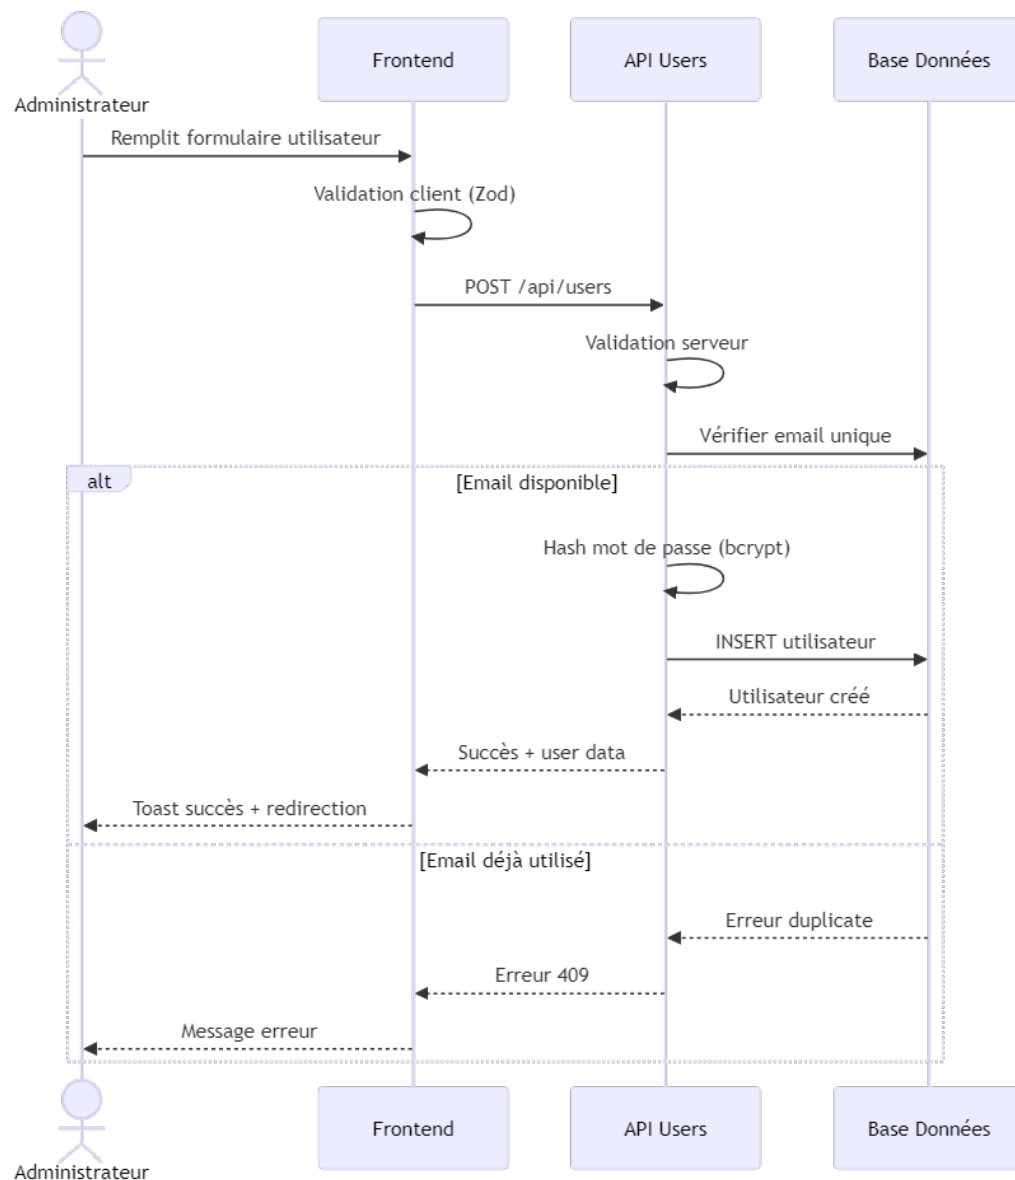 Administrateur
Frontend
API Users
Base Données
Remplit formulaire utilisateur
Validation client (Zod)
POST /api/users
Validation serveur
Vérifier email unique
alt
[Email disponible]
Hash mot de passe (bcrypt)
INSERT utilisateur
Utilisateur créé
Succès + user data
Toast succès + redirection
[Email déjà utilisé]
Erreur duplicate
Erreur 409
Message erreur
Administrateur
Frontend
API Users
Base Données